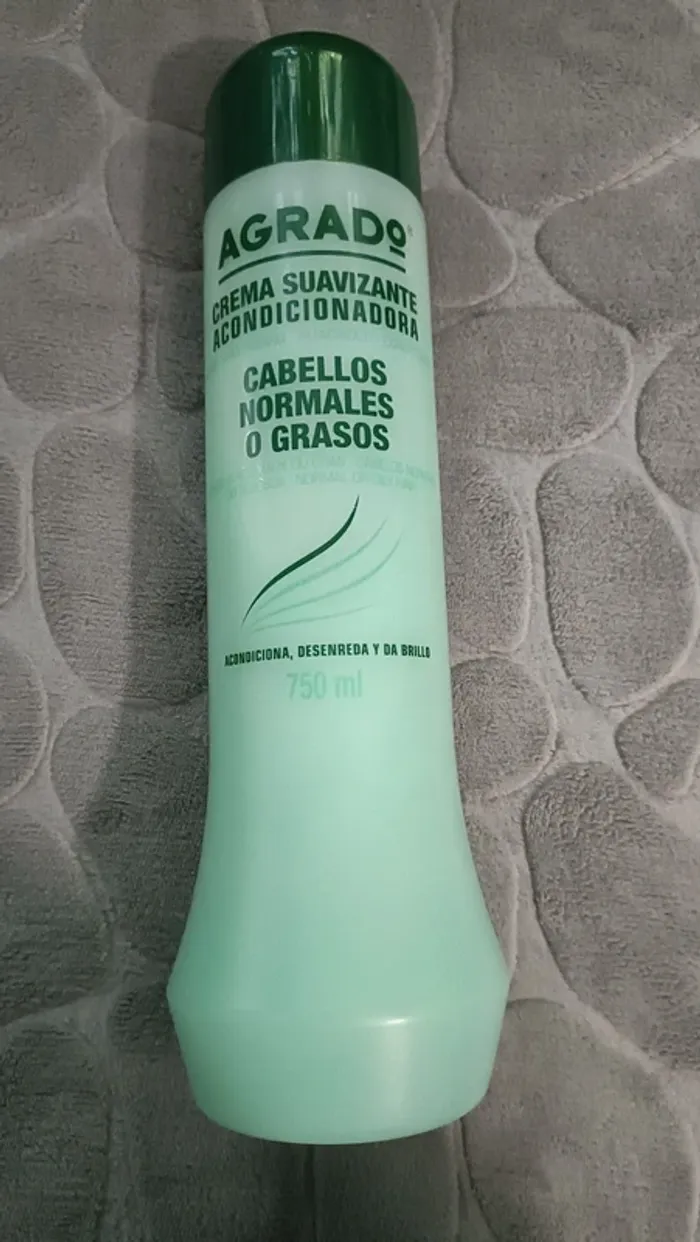 AGRADO®
CREMA SUAVIZANTE
ACONDICIONADORA
CABELLOS
NORMALES
O GRASOS
ACONDICIONA, DESENREDA Y DA BRILLO
750 ml